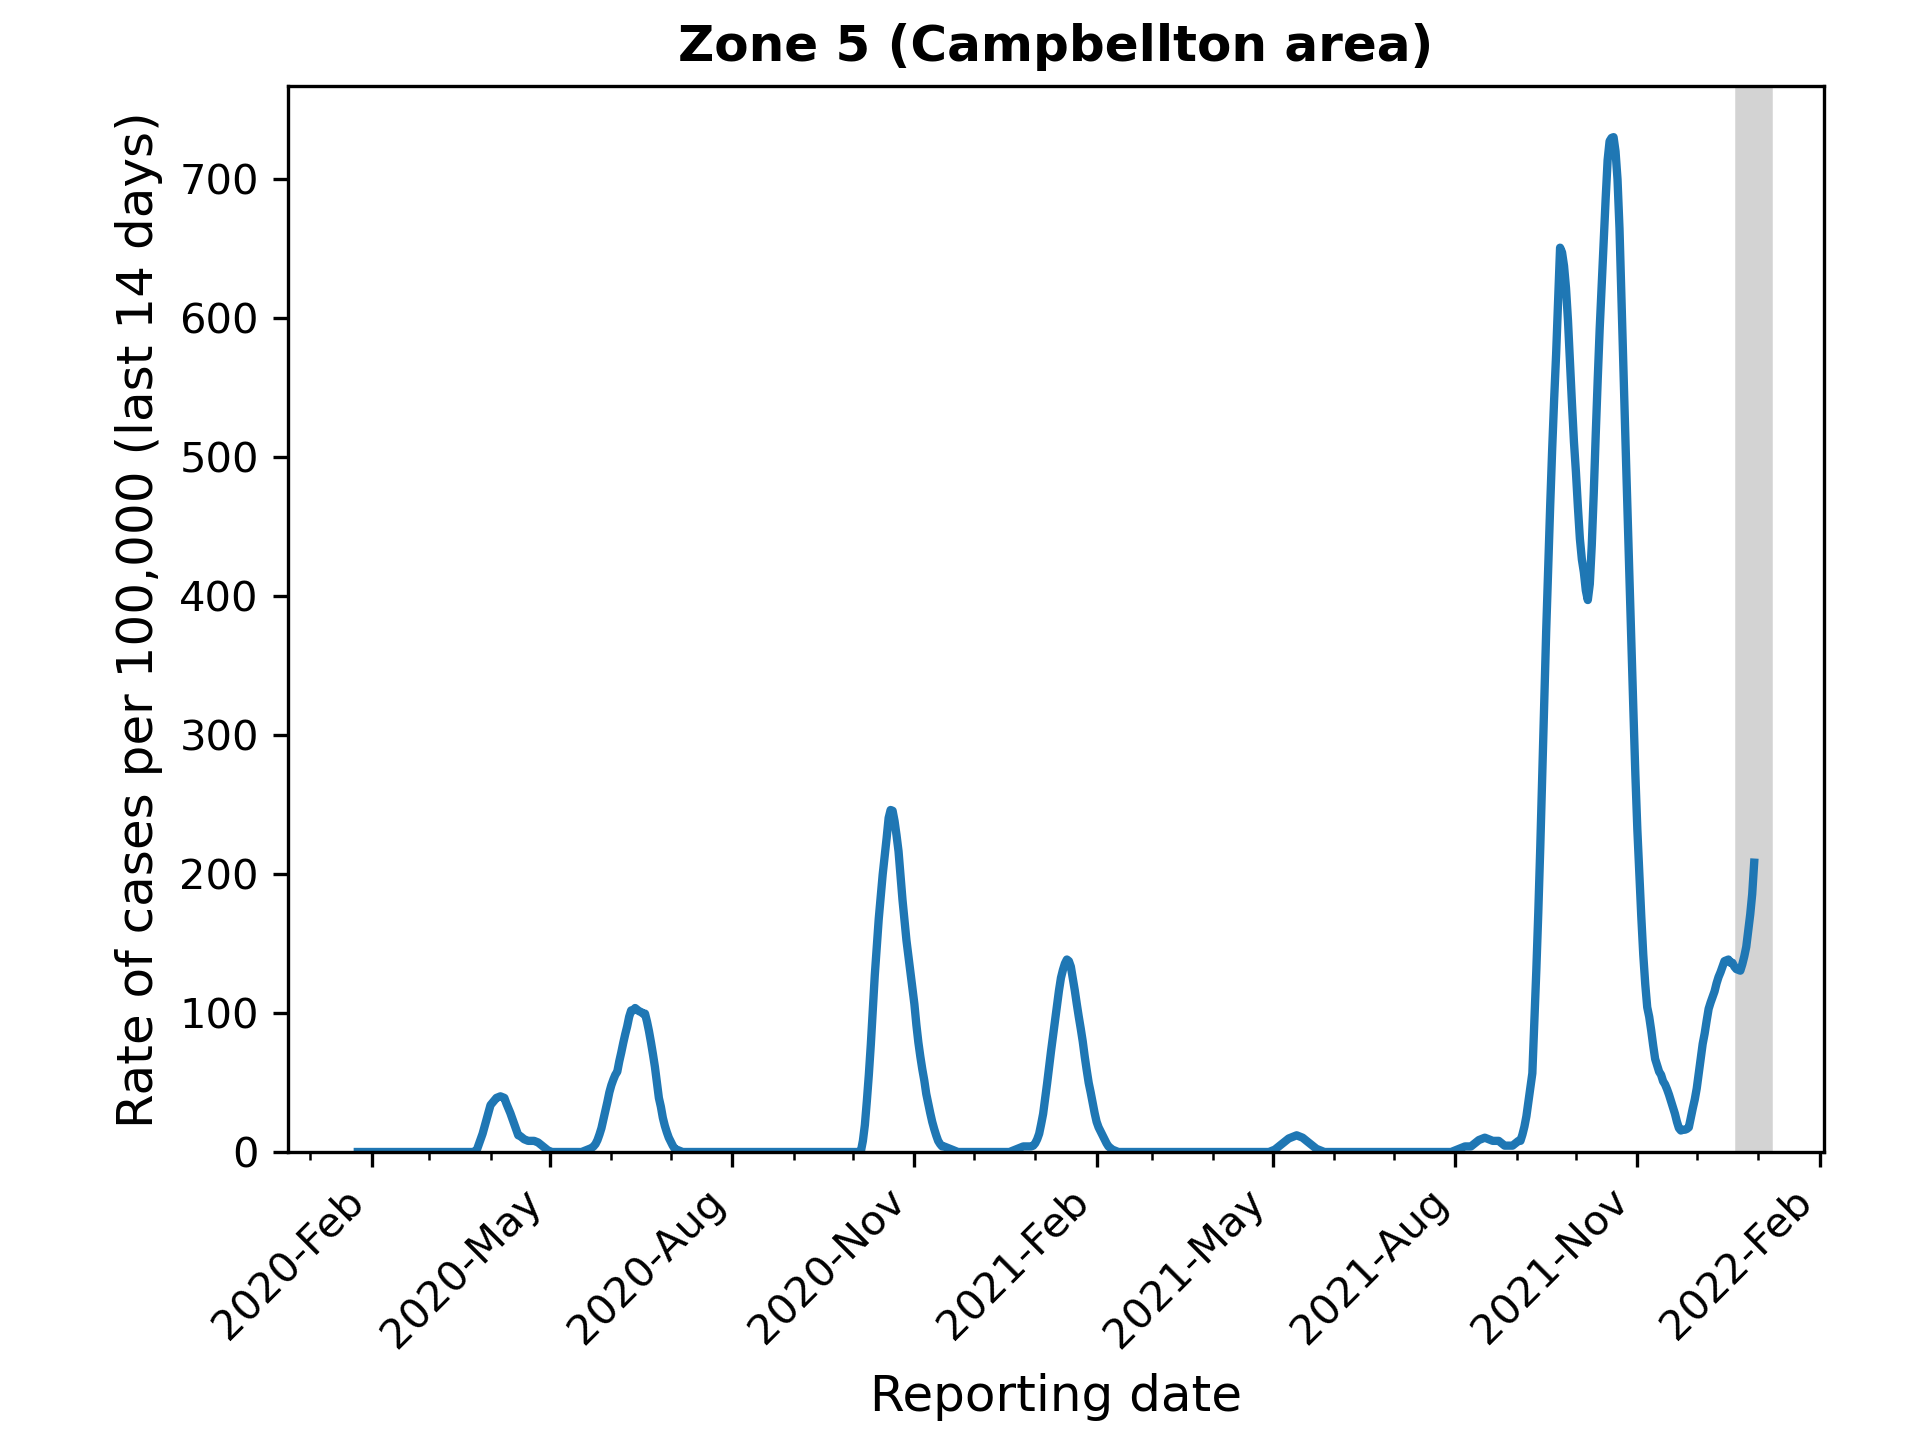 Zone 5 (Campbellton area)
Rate of cases per 100,000 (last 14 days)
700
600
500
400
300
200
100
0
2020-Feb
2020-May
2020-Aug
2020-Nov
2021-Feb
2021-May
2021-Aug
2021-Nov
2022-Feb
Reporting date